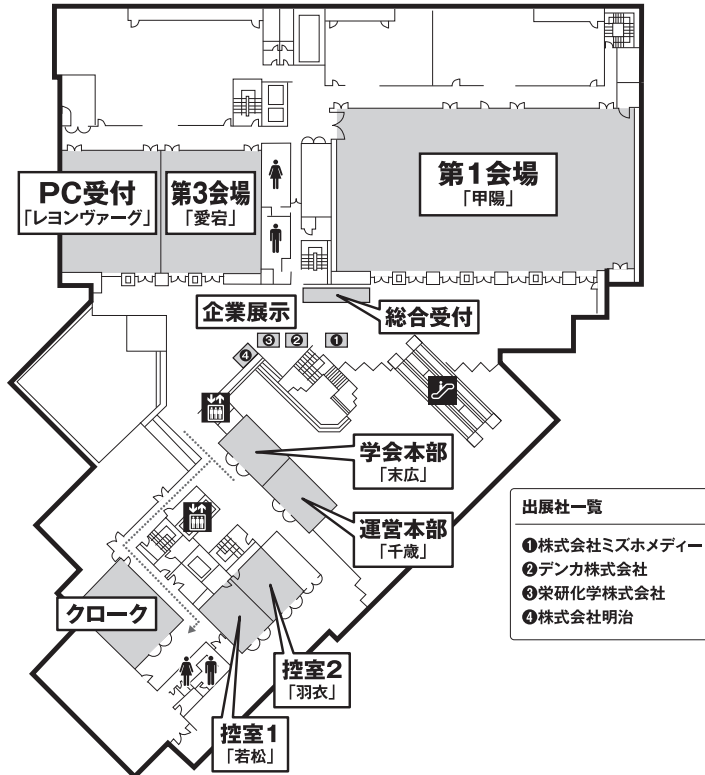 第1会場
「甲陽」
PC受付
「レヨンヴァーグ」
第3会場
「愛宕」
企業展示
総合受付
❸
❷
❶
❹
学会本部
「末広」
運営本部
「千歳」
クローク
控室2
「羽衣」
控室1
「若松」
出展社一覧
❶株式会社ミズホメディー
❷デンカ株式会社
❸栄研化学株式会社
❹株式会社明治